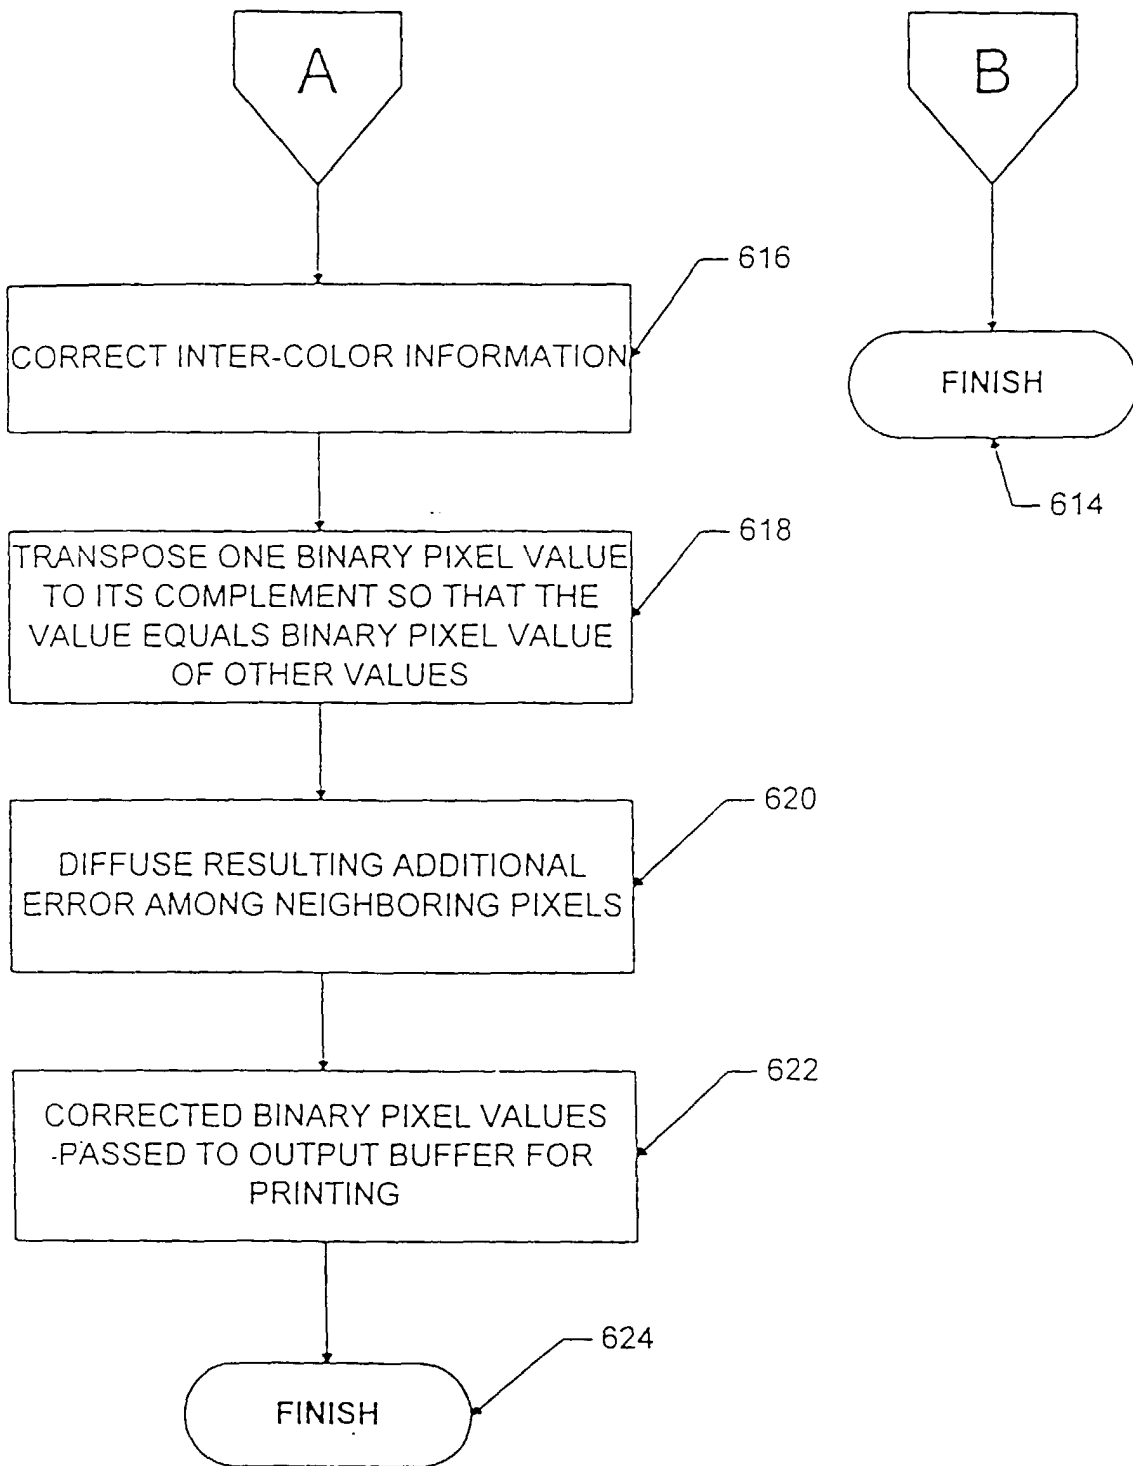 A
B
616
CORRECT INTER-COLOR INFORMATION
FINISH
614
618
TRANSPOSE ONE BINARY PIXEL VALUE
TO ITS COMPLEMENT SO THAT THE
VALUE EQUALS BINARY PIXEL VALUE
OF OTHER VALUES
620
DIFFUSE RESULTING ADDITIONAL
ERROR AMONG NEIGHBORING PIXELS
622
CORRECTED BINARY PIXEL VALUES
PASSED TO OUTPUT BUFFER FOR
PRINTING
624
FINISH